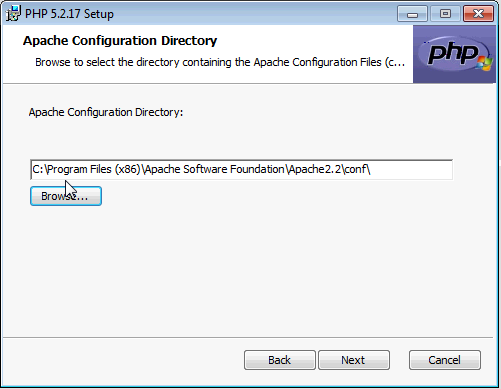 PHP 5.2.17 Setup
Apache Configuration Directory
Browse to select the directory containing the Apache Configuration Files (c...
php
Apache Configuration Directory:
C:\Program Files (x86)\Apache Software Foundation\Apache2.2\conf\
Browse...
Back Next Cancel